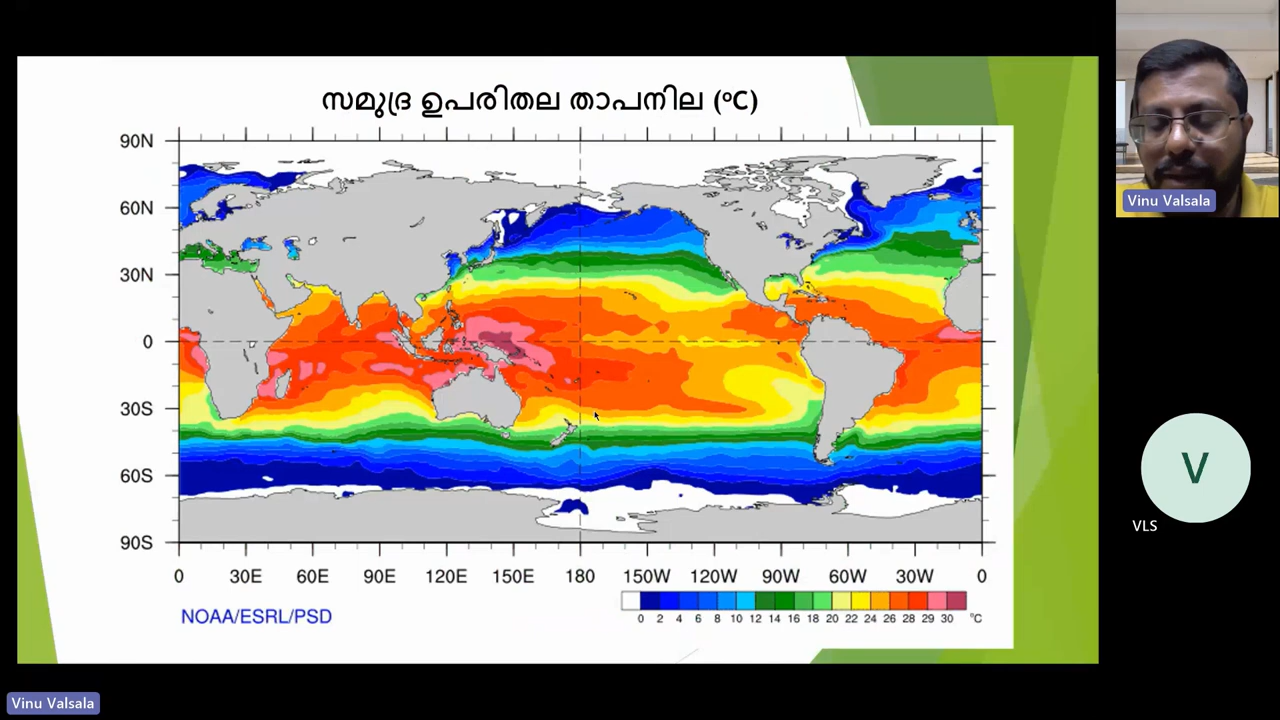 സമുദ്ര ഉപരിതല താപനില (°C)
90N
60N
30N
0
30S
60S
90S
0 30E 60E 90E 120E 150E 180 150W 120W 90W 60W 30W 0
NOAA/ESRL/PSD
0 2 4 6 8 10 12 14 16 18 20 22 24 26 28 29 30 °C
Vinu Valsala
V
VLS
Vinu Valsala